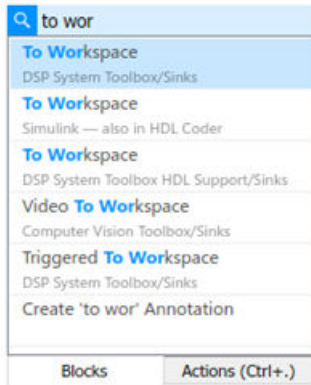 to wor
To Workspace
DSP System Toolbox/Sinks
To Workspace
Simulink — also in HDL Coder
To Workspace
DSP System Toolbox HDL Support/Sinks
Video To Workspace
Computer Vision Toolbox/Sinks
Triggered To Workspace
DSP System Toolbox/Sinks
Create 'to wor' Annotation
Blocks
Actions (Ctrl+.)